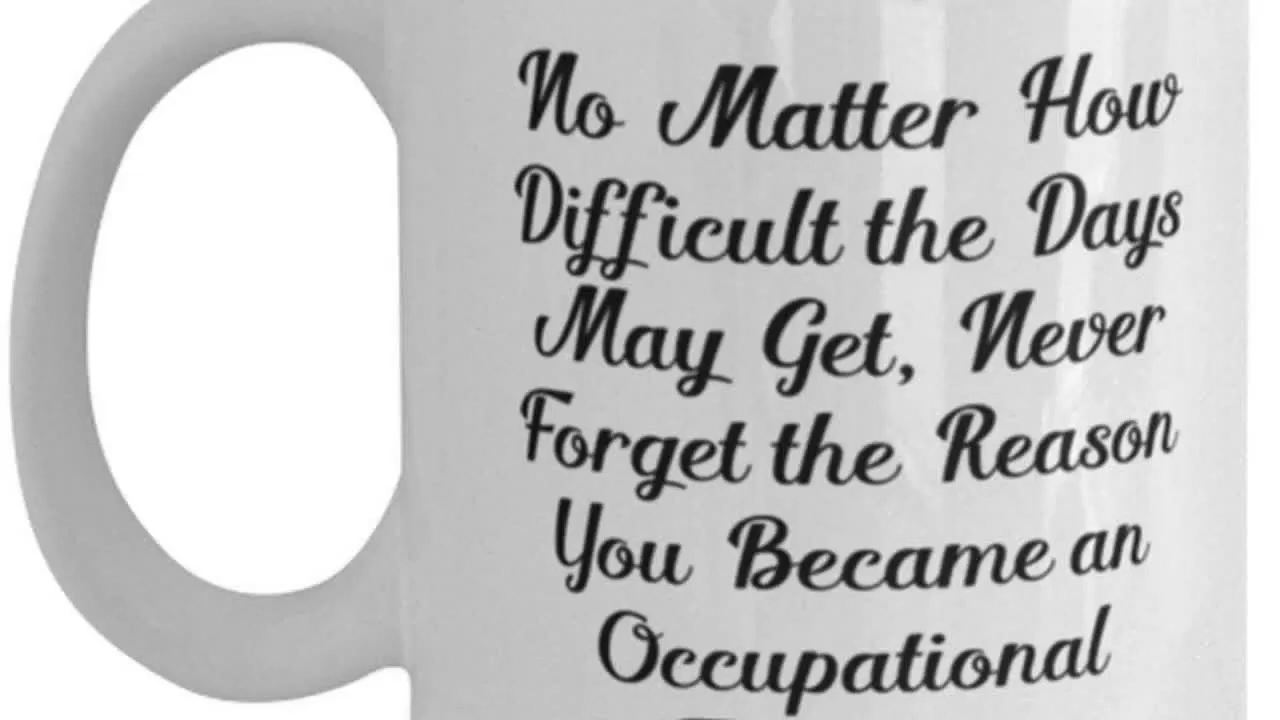 No Matter How
Difficult the Days
May Get, Never
Forget the Reason
You Became an
Occupational